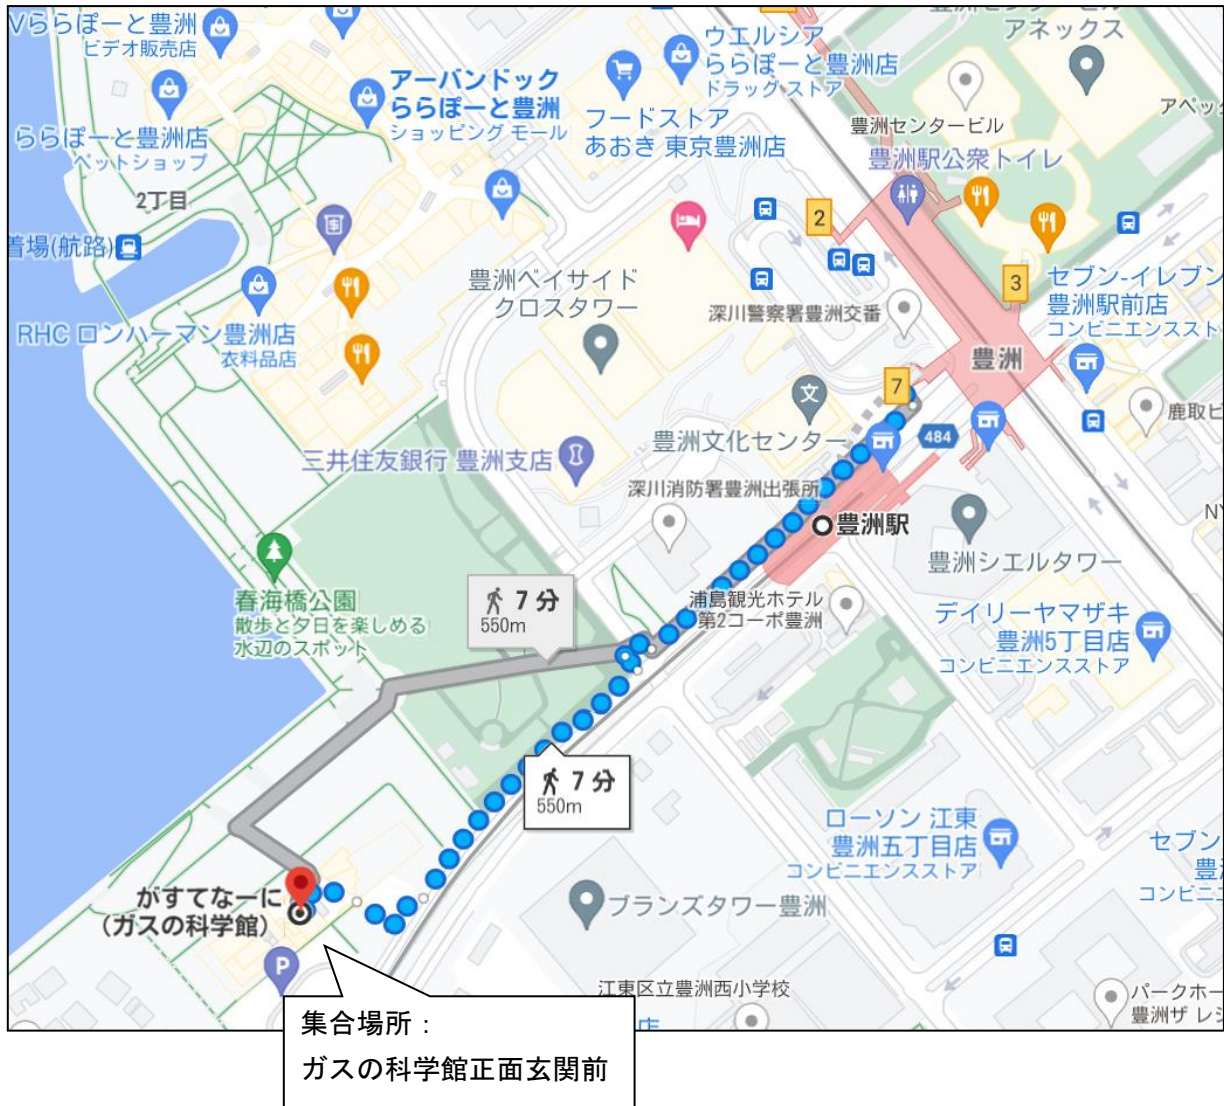 Vららぽーと豊洲
ビデオ販売店
ウエルシア
ららぽーと豊洲店
ドラッグ ストア
アネックス
アーバンドック
ららぽーと豊洲
ショッピング モール
フードストア
あおき 東京豊洲店
豊洲センタービル
ららぽーと豊洲店
ペットショップ
豊洲駅公衆トイレ
2丁目
2
着場(航路)
豊洲ベイサイド
クロスタワー
3
セブン-イレブン
豊洲駅前店
コンビニエンススト
深川警察署豊洲交番
RHC ロンハーマン豊洲店
衣料品店
豊洲
7
鹿取ビ
豊洲文化センター
484
三井住友銀行 豊洲支店
深川消防署豊洲出張所
豊洲駅
NY
豊洲シエルタワー
春海橋公園
散歩と夕日を楽しめる
水辺のスポット
7 分
550m
浦島観光ホテル
第2コーポ豊洲
デイリーヤマザキ
豊洲5丁目店
コンビニエンスストア
7 分
550m
ローソン 江東
豊洲五丁目店
コンビニエンスストア
セブン
豊
コンビニエ
がすてなーに
(ガスの科学館)
ブランズタワー豊洲
P
江東区立豊洲西小学校
パークホー
豊洲ザ レジ
店
集合場所：
ガスの科学館正面玄関前